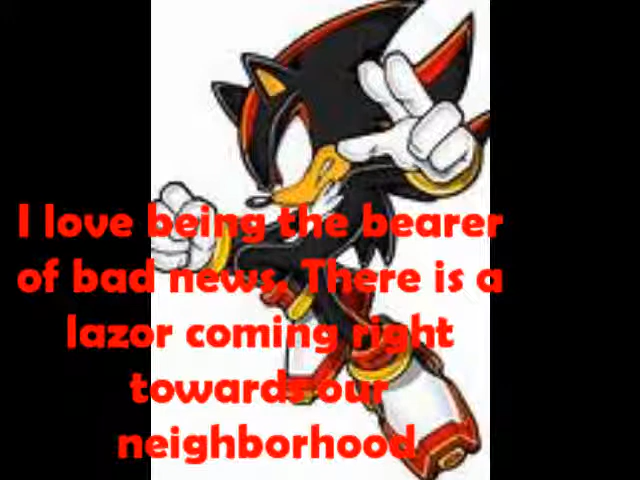 I love being the bearer
of bad news. There is a
lazor coming right
towards our
neighborhood